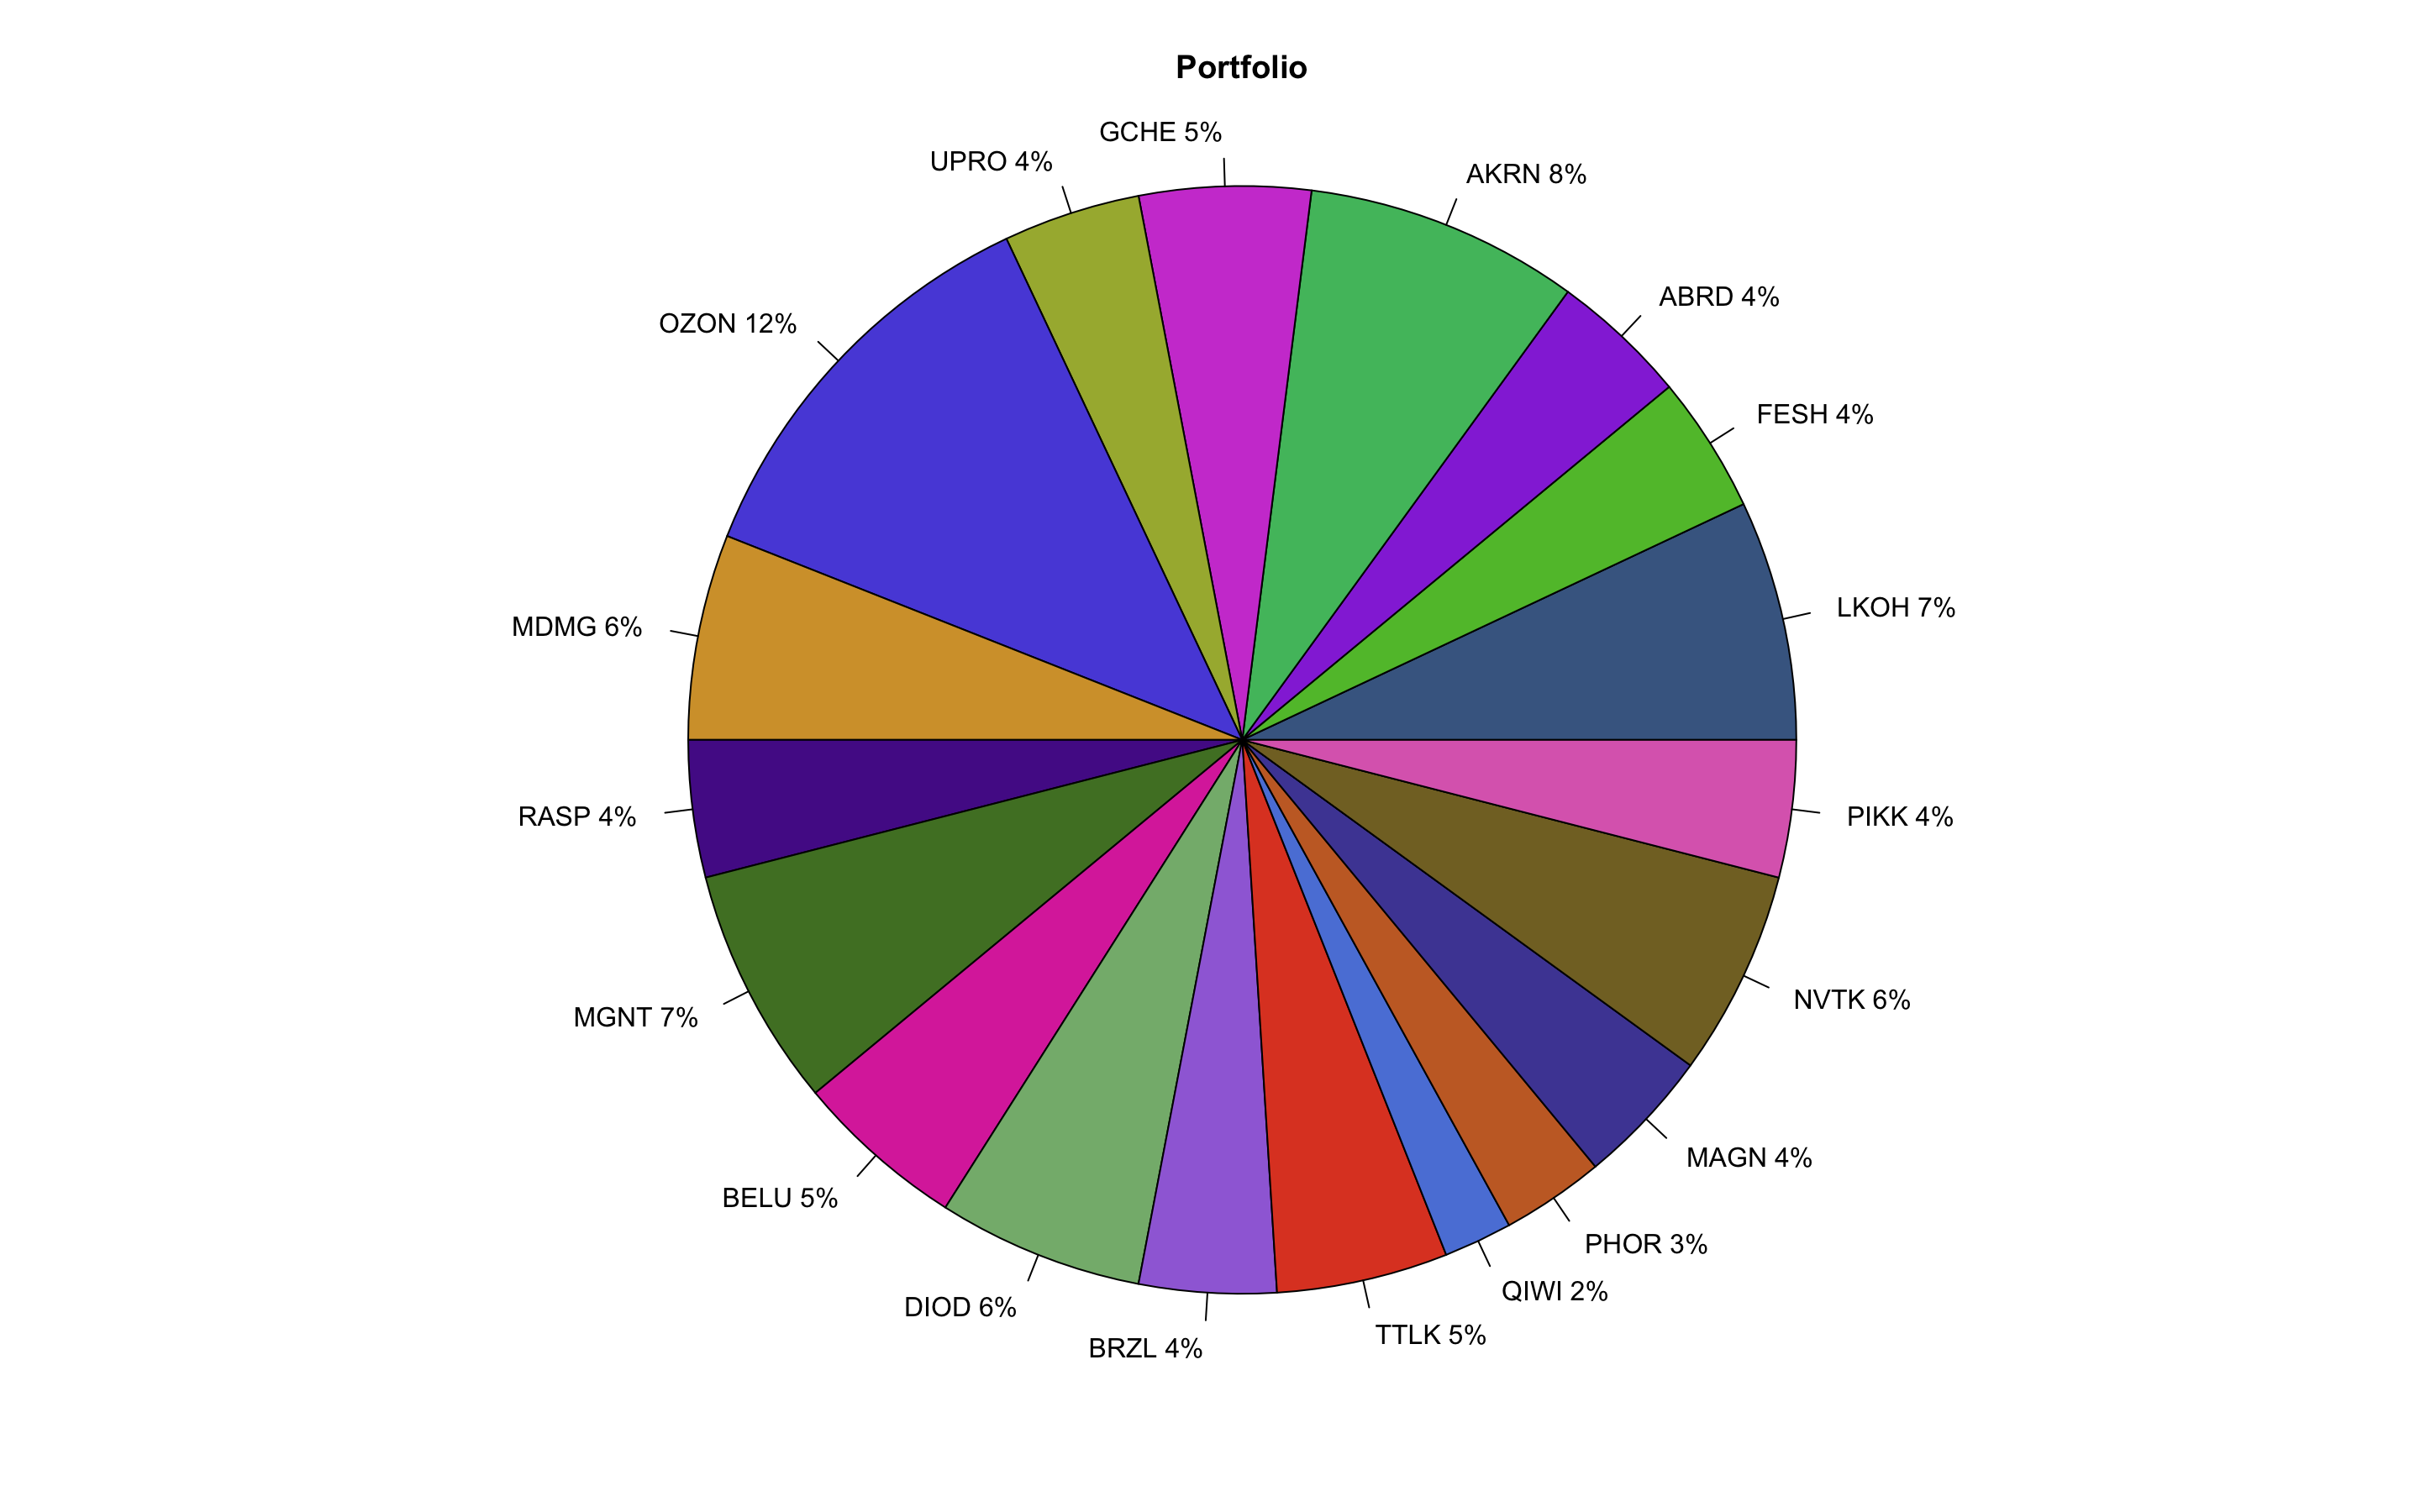 Portfolio
GCHE 5%
UPRO 4%
AKRN 8%
ABRD 4%
OZON 12%
FESH 4%
LKOH 7%
MDMG 6%
RASP 4%
PIKK 4%
NVTK 6%
MGNT 7%
MAGN 4%
BELU 5%
PHOR 3%
QIWI 2%
DIOD 6%
TTLK 5%
BRZL 4%